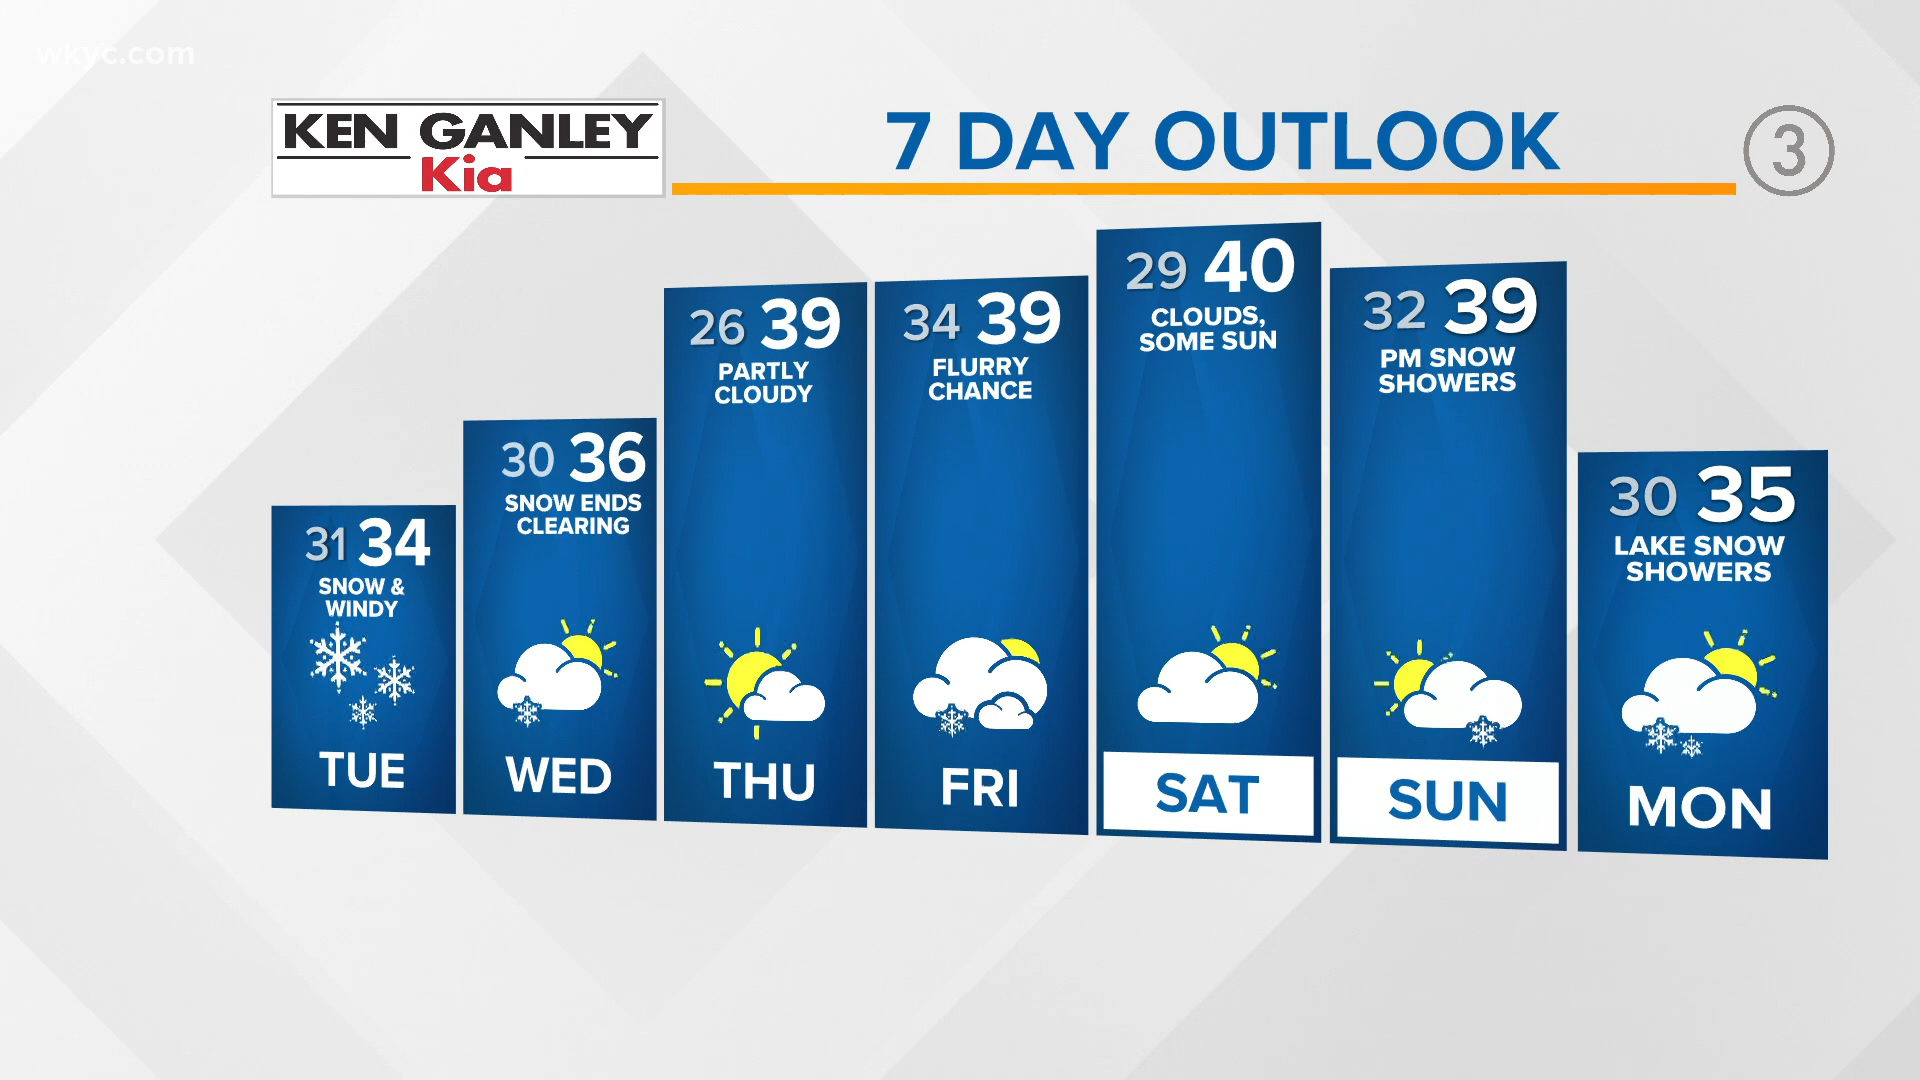 wkyc.com
KEN GANLEY
Kia
7 DAY OUTLOOK
3
31 34
SNOW &
WINDY
TUE
30 36
SNOW ENDS
CLEARING
WED
26 39
PARTLY
CLOUDY
THU
34 39
FLURRY
CHANCE
FRI
29 40
CLOUDS,
SOME SUN
SAT
32 39
PM SNOW
SHOWERS
SUN
30 35
LAKE SNOW
SHOWERS
MON